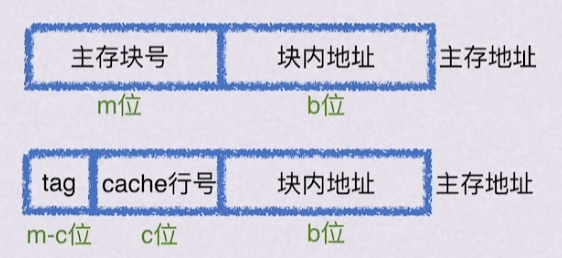 主存块号 块内地址 主存地址
m位 b位
tag cache行号 块内地址 主存地址
m-c位 c位 b位